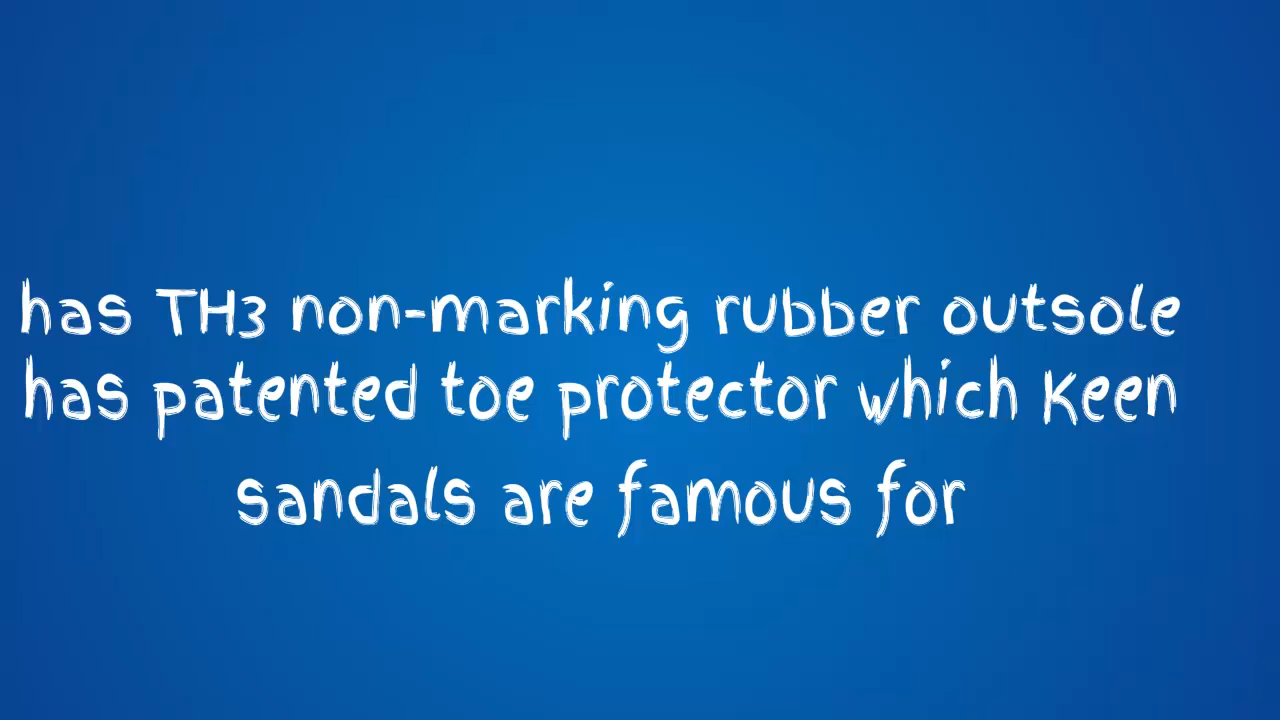 has TH3 non-marking rubber outsole
has patented toe protector which Keen
sandals are famous for